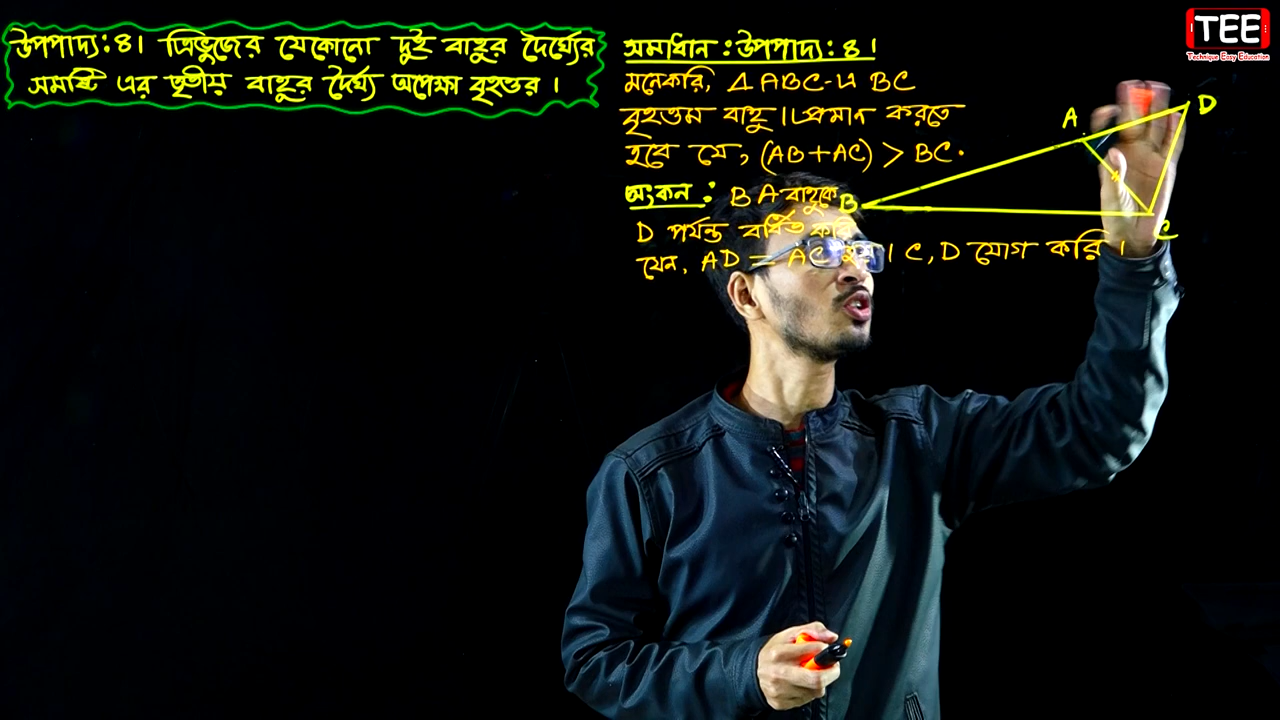 উপপাদ্য: ৪। ত্রিভুজের যেকোনো দুই বাহুর দৈর্ঘ্যের
সমষ্টি এর তৃতীয় বাহুর দৈর্ঘ্য অপেক্ষা বৃহত্তর।
সমাধান: উপপাদ্য: ৪।
মনেকরি, △ ABC-এ BC
বৃহত্তম বাহু। প্রমান করতে
হবে যে, (AB+AC) > BC.
অংকন: BA বাহুকে
D পর্যন্ত বর্ধিত করি
যেন, AD = AC হয়। C, D যোগ করি।
A
D
B
C
TEE
Technique Easy Education